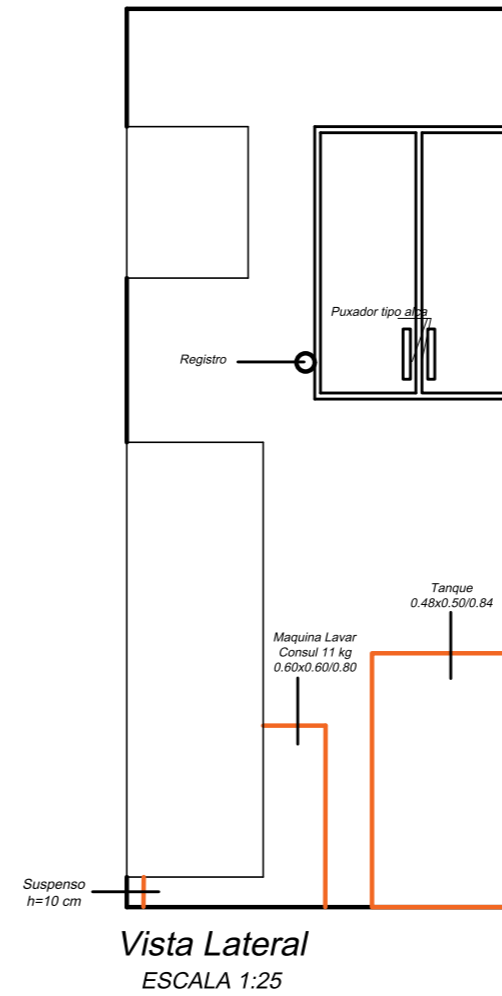 Puxador tipo alça
Registro
Tanque
0.48x0.50/0.84
Maquina Lavar
Consul 11 kg
0.60x0.60/0.80
Suspenso
h=10 cm
Vista Lateral
ESCALA 1:25